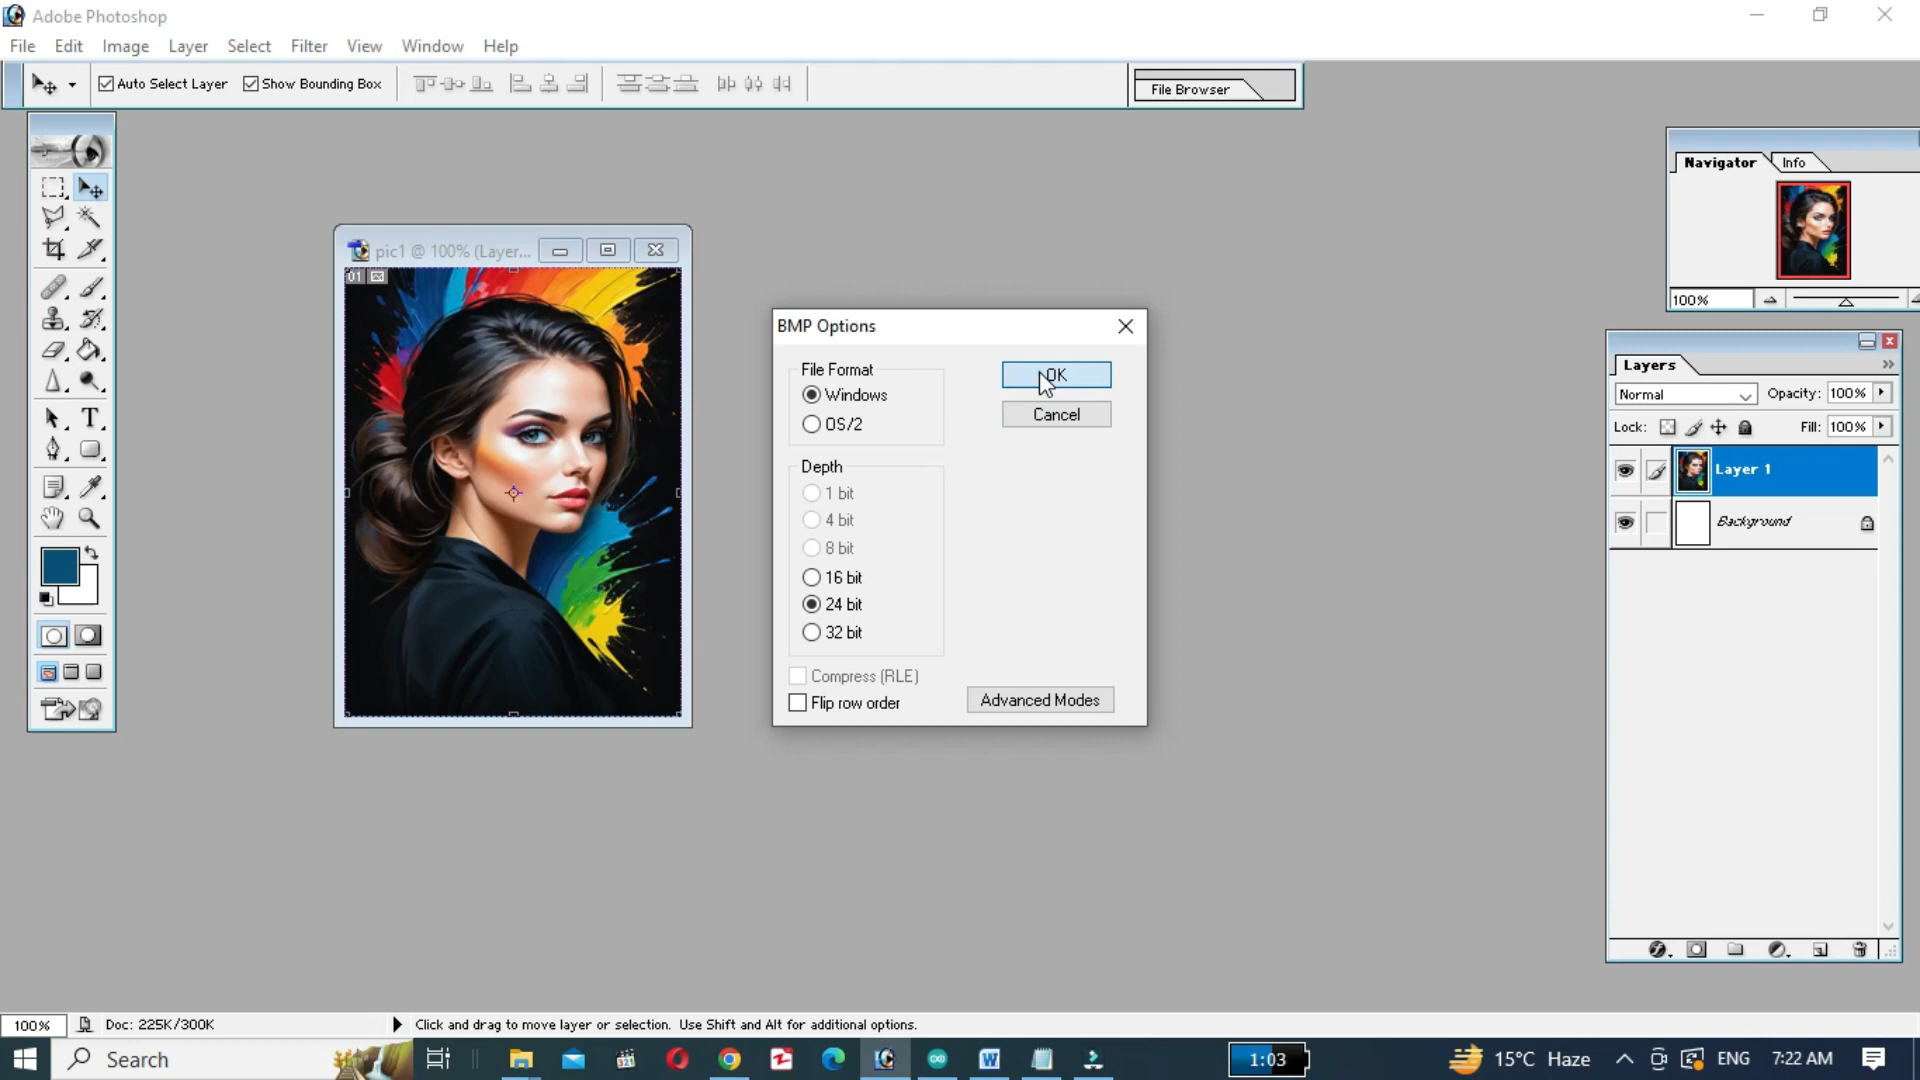 Adobe Photoshop
File Edit Image Layer Select Filter View Window Help
Auto Select Layer Show Bounding Box
File Browser
Navigator Info
100%
pic1 @ 100% (Layer...
01
BMP Options
File Format
Windows
OS/2
OK
Cancel
Depth
1 bit
4 bit
8 bit
16 bit
24 bit
32 bit
Compress (RLE)
Flip row order
Advanced Modes
Layers
Normal Opacity: 100%
Lock: Fill: 100%
Layer 1
Background
T
100% Doc: 225K/300K Click and drag to move layer or selection. Use Shift and Alt for additional options.
Search
1:03
15°C Haze
ENG
7:22 AM